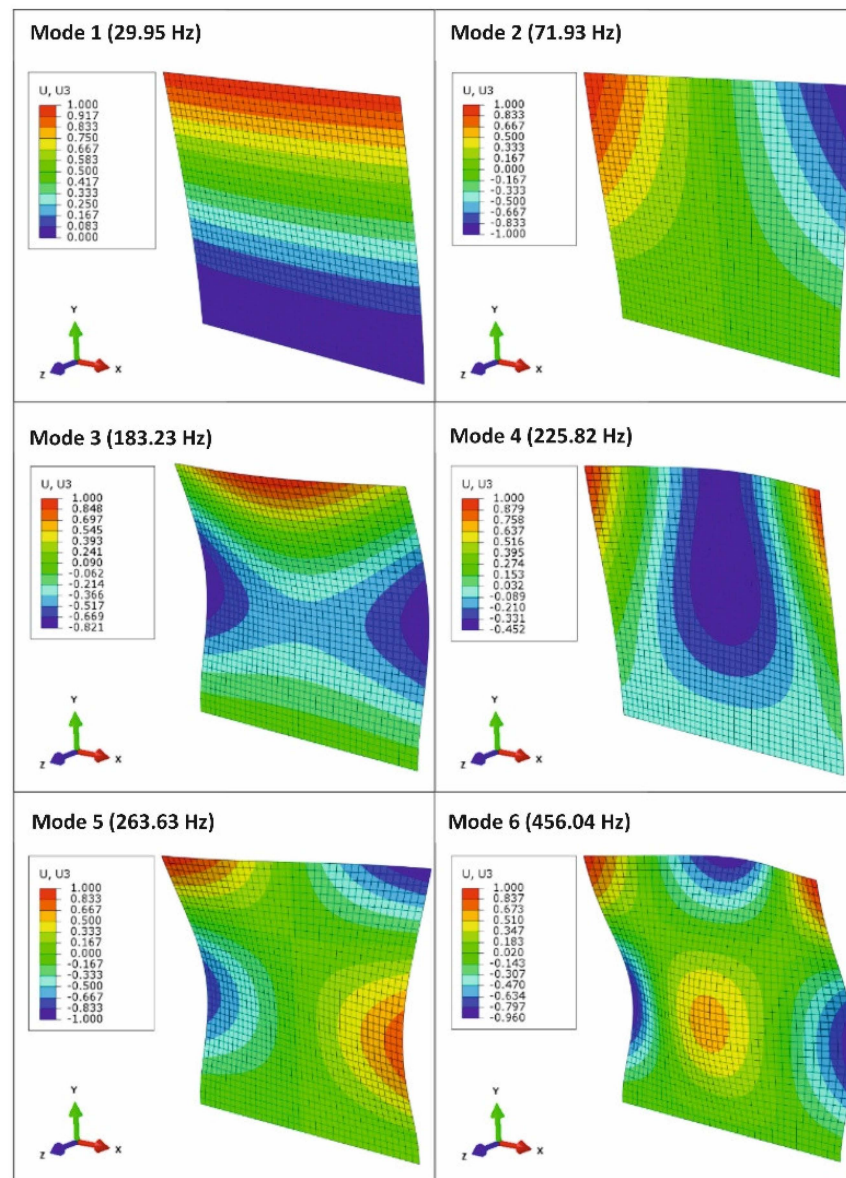 Mode 1 (29.95 Hz)
U, U3
1.000
0.917
0.833
0.750
0.667
0.583
0.500
0.417
0.333
0.250
0.167
0.083
0.000
Y
Z
X
Mode 2 (71.93 Hz)
U, U3
1.000
0.833
0.667
0.500
0.333
0.167
0.000
-0.167
-0.333
-0.500
-0.667
-0.833
-1.000
Y
Z
X
Mode 3 (183.23 Hz)
U, U3
1.000
0.848
0.697
0.545
0.393
0.241
0.090
-0.062
-0.214
-0.366
-0.517
-0.669
-0.821
Y
Z
X
Mode 4 (225.82 Hz)
U, U3
1.000
0.879
0.758
0.637
0.516
0.395
0.274
0.153
0.032
-0.089
-0.210
-0.331
-0.452
Y
Z
X
Mode 5 (263.63 Hz)
U, U3
1.000
0.833
0.667
0.500
0.333
0.167
0.000
-0.167
-0.333
-0.500
-0.667
-0.833
-1.000
Y
Z
X
Mode 6 (456.04 Hz)
U, U3
1.000
0.837
0.673
0.510
0.347
0.183
0.020
-0.143
-0.307
-0.470
-0.634
-0.797
-0.960
Y
Z
X